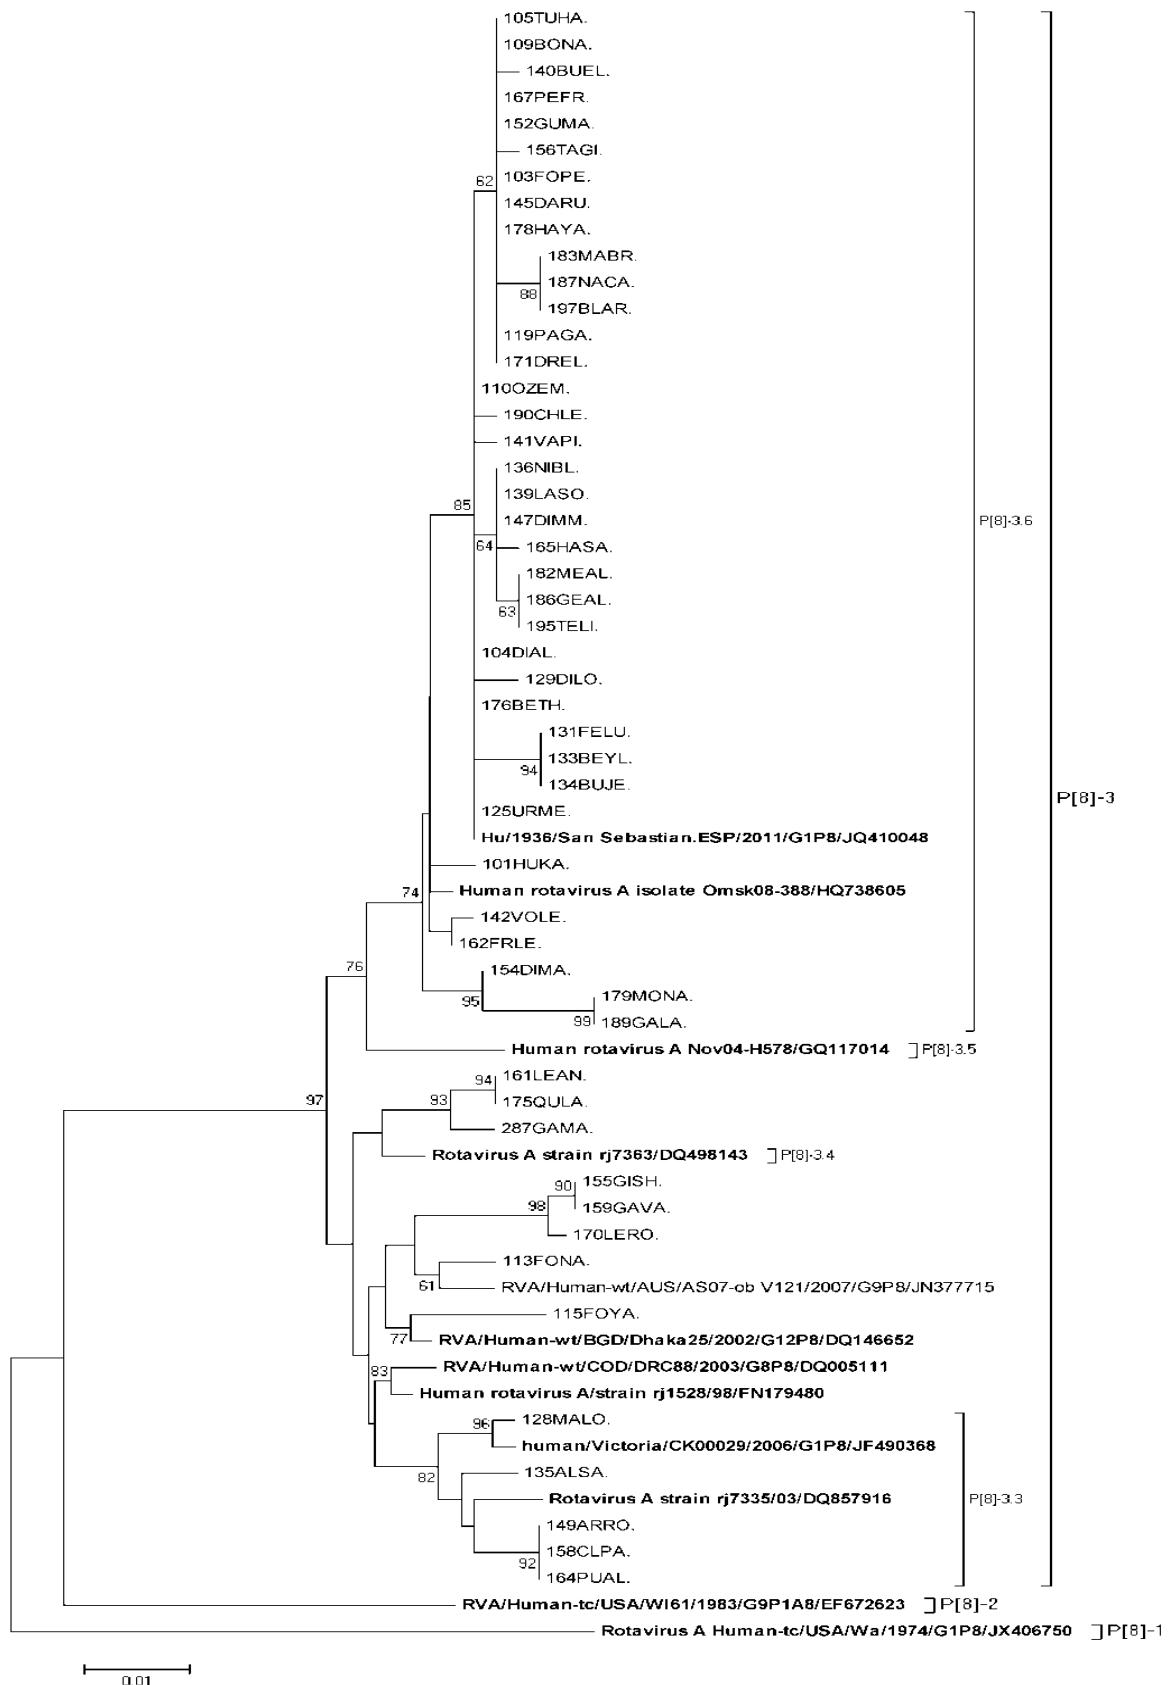 105TUHA.
109BONA.
140BUEL.
167PEFR.
152GUMA.
156TAGI.
103FOPE.
62
145DARU.
178HAYA.
183MABR.
187NACA.
88
197BLAR.
119PAGA.
171DREL.
110OZEM.
190CHLE.
141VAPI.
136NIBL.
139LASO.
85
147DIMM.
P[8]-3.6
64
165HASA.
182MEAL.
186GEAL.
63
195TELI.
104DIAL.
129DILO.
176BETH.
131FELU.
133BEYL.
94
134BUJE.
P[8]-3
125URME.
Hu/1936/San Sebastian.ESP/2011/G1P8/JQ410048
101HUKA.
74
Human rotavirus A isolate Omsk08-388/HQ738605
142VOLE.
162FRLE.
76
154DIMA.
95
179MONA.
99
189GALA.
Human rotavirus A Nov04-H578/GQ117014
P[8]-3.5
94
161LEAN.
97
93
175QULA.
287GAMA.
Rotavirus A strain rj7363/DQ498143
P[8]-3.4
90
155GISH.
98
159GAVA.
170LERO.
113FONA.
61
RVA/Human-wt/AUS/AS07-ob V121/2007/G9P8/JN377715
115FOYA.
77
RVA/Human-wt/BGD/Dhaka25/2002/G12P8/DQ146652
83
RVA/Human-wt/COD/DRC88/2003/G8P8/DQ005111
Human rotavirus A/strain rj1528/98/FN179480
96
128MALO.
human/Victoria/CK00029/2006/G1P8/JF490368
82
135ALSA.
Rotavirus A strain rj7335/03/DQ857916
P[8]-3.3
149ARRO.
158CLPA.
92
164PUAL.
RVA/Human-tc/USA/WI61/1983/G9P1A8/EF672623
P[8]-2
Rotavirus A Human-tc/USA/Wa/1974/G1P8/JX406750
P[8]-1
0.01